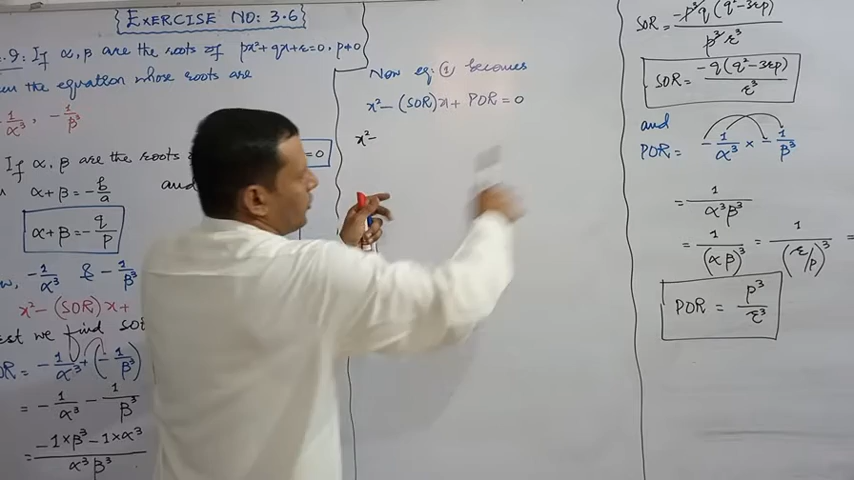 EXERCISE NO: 3.6
.9: If α, β are the roots of px²+qx+r=0, p≠0
the equation whose roots are
-1/α³, -1/β³
If α, β are the roots
=0
α+β = -b/a
and
α+β = -q/p
-1/α³ & -1/β³
x² - (SOR)x +
we find SO
OR = -1/α³ + (-1/β³)
= -1/α³ - 1/β³
= (-1×β³ - 1×α³)/(α³β³)
Now eq: ① becomes
x² - (SOR)x + POR = 0
x² -
SOR = -p³q(q²-3rp)/(p³r³)
SOR = -q(q²-3rp)/r³
and
POR = -1/α³ × -1/β³
= 1/(α³β³)
= 1/(αβ)³ = 1/(r/p)³ =
POR = p³/r³